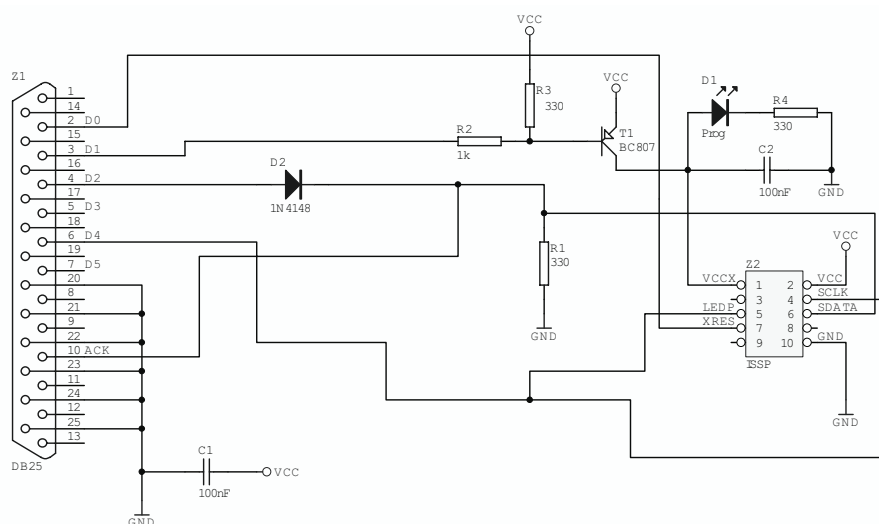 VCC
Z1
1
14
2 D0
15
3 D1
16
4 D2
17
5 D3
18
6 D4
19
7 D5
20
8
21
9
22
10 ACK
23
11
24
12
25
13
DB25
R3
330
VCC
T1
BC807
R2
1k
D1
Prog
R4
330
C2
100nF
GND
D2
1N4148
R1
330
GND
VCC
Z2
VCCX 1 2 VCC
3 4 SCLK
LEDP 5 6 SDATA
XRES 7 8
9 10 GND
ISSP
GND
C1
100nF
VCC
GND